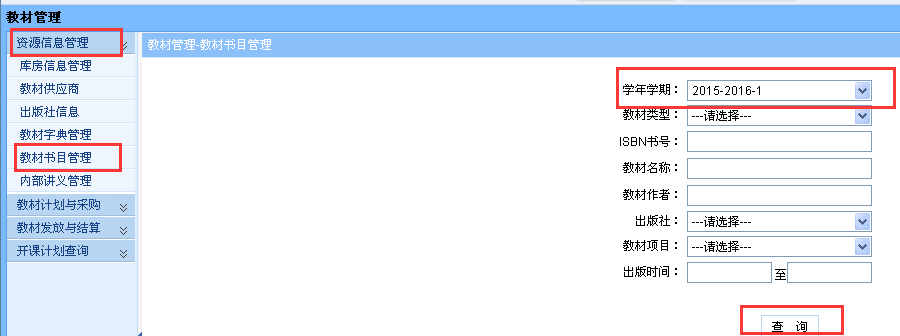 教材管理
资源信息管理
库房信息管理
教材供应商
出版社信息
教材字典管理
教材书目管理
内部讲义管理
教材计划与采购
教材发放与结算
开课计划查询
教材管理-教材书目管理
学年学期： 2015-2016-1
教材类型： ---请选择---
ISBN书号：
教材名称：
教材作者：
出版社： ---请选择---
教材项目： ---请选择---
出版时间： 至
查 询